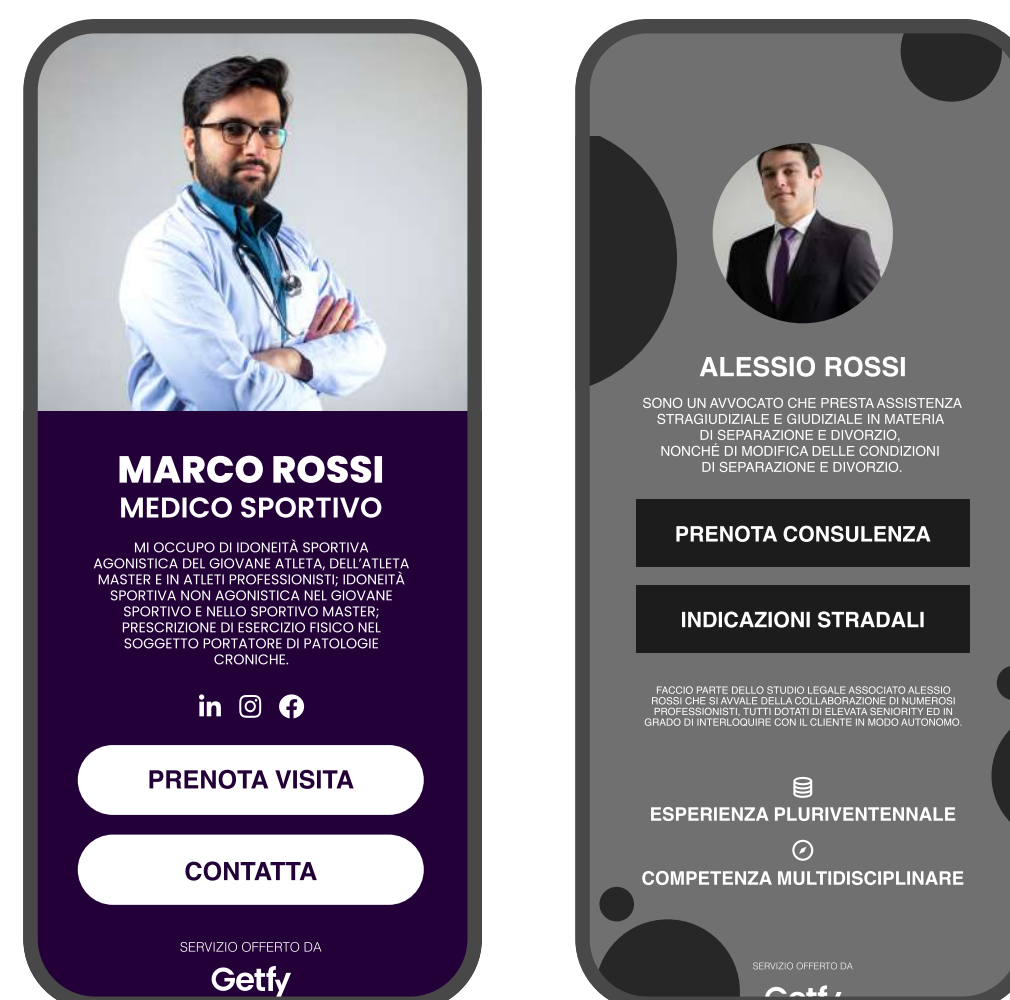 MARCO ROSSI
MEDICO SPORTIVO
MI OCCUPO DI IDONEITÀ SPORTIVA
AGONISTICA DEL GIOVANE ATLETA, DELL'ATLETA
MASTER E IN ATLETI PROFESSIONISTI; IDONEITÀ
SPORTIVA NON AGONISTICA NEL GIOVANE
SPORTIVO E NELLO SPORTIVO MASTER;
PRESCRIZIONE DI ESERCIZIO FISICO NEL
SOGGETTO PORTATORE DI PATOLOGIE
CRONICHE.
in
PRENOTA VISITA
CONTATTA
SERVIZIO OFFERTO DA
Getfy
ALESSIO ROSSI
SONO UN AVVOCATO CHE PRESTA ASSISTENZA
STRAGIUDIZIALE E GIUDIZIALE IN MATERIA
DI SEPARAZIONE E DIVORZIO,
NONCHÉ DI MODIFICA DELLE CONDIZIONI
DI SEPARAZIONE E DIVORZIO.
PRENOTA CONSULENZA
INDICAZIONI STRADALI
FACCIO PARTE DELLO STUDIO LEGALE ASSOCIATO ALESSIO
ROSSI CHE SI AVVALE DELLA COLLABORAZIONE DI NUMEROSI
PROFESSIONISTI, TUTTI DOTATI DI ELEVATA SENIORITY ED IN
GRADO DI INTERLOQUIRE CON IL CLIENTE IN MODO AUTONOMO.
ESPERIENZA PLURIVENTENNALE
COMPETENZA MULTIDISCIPLINARE
SERVIZIO OFFERTO DA
Getfy